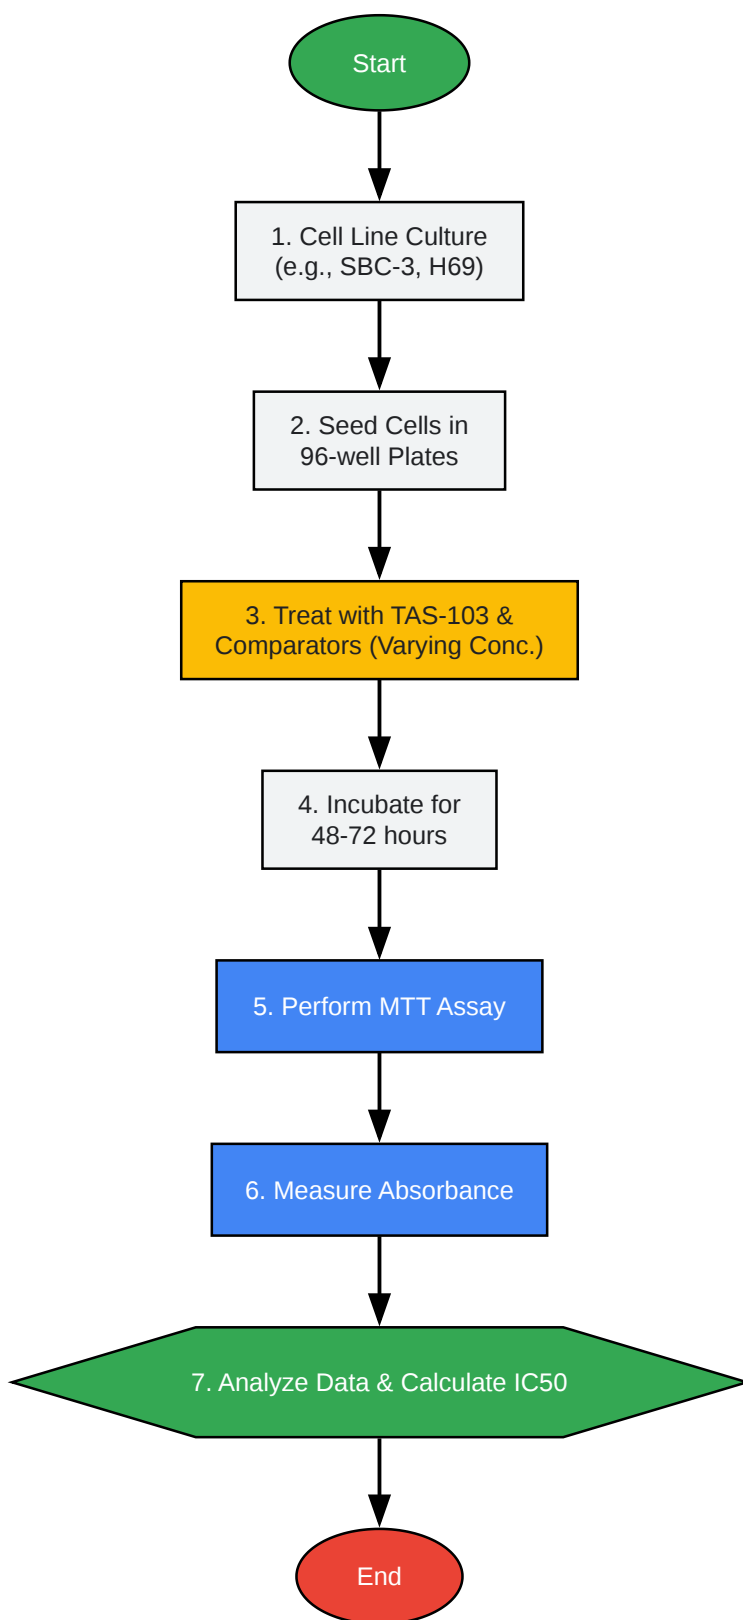 Start
1. Cell Line Culture
(e.g., SBC-3, H69)
2. Seed Cells in
96-well Plates
3. Treat with TAS-103 &
Comparators (Varying Conc.)
4. Incubate for
48-72 hours
5. Perform MTT Assay
6. Measure Absorbance
7. Analyze Data & Calculate IC50
End